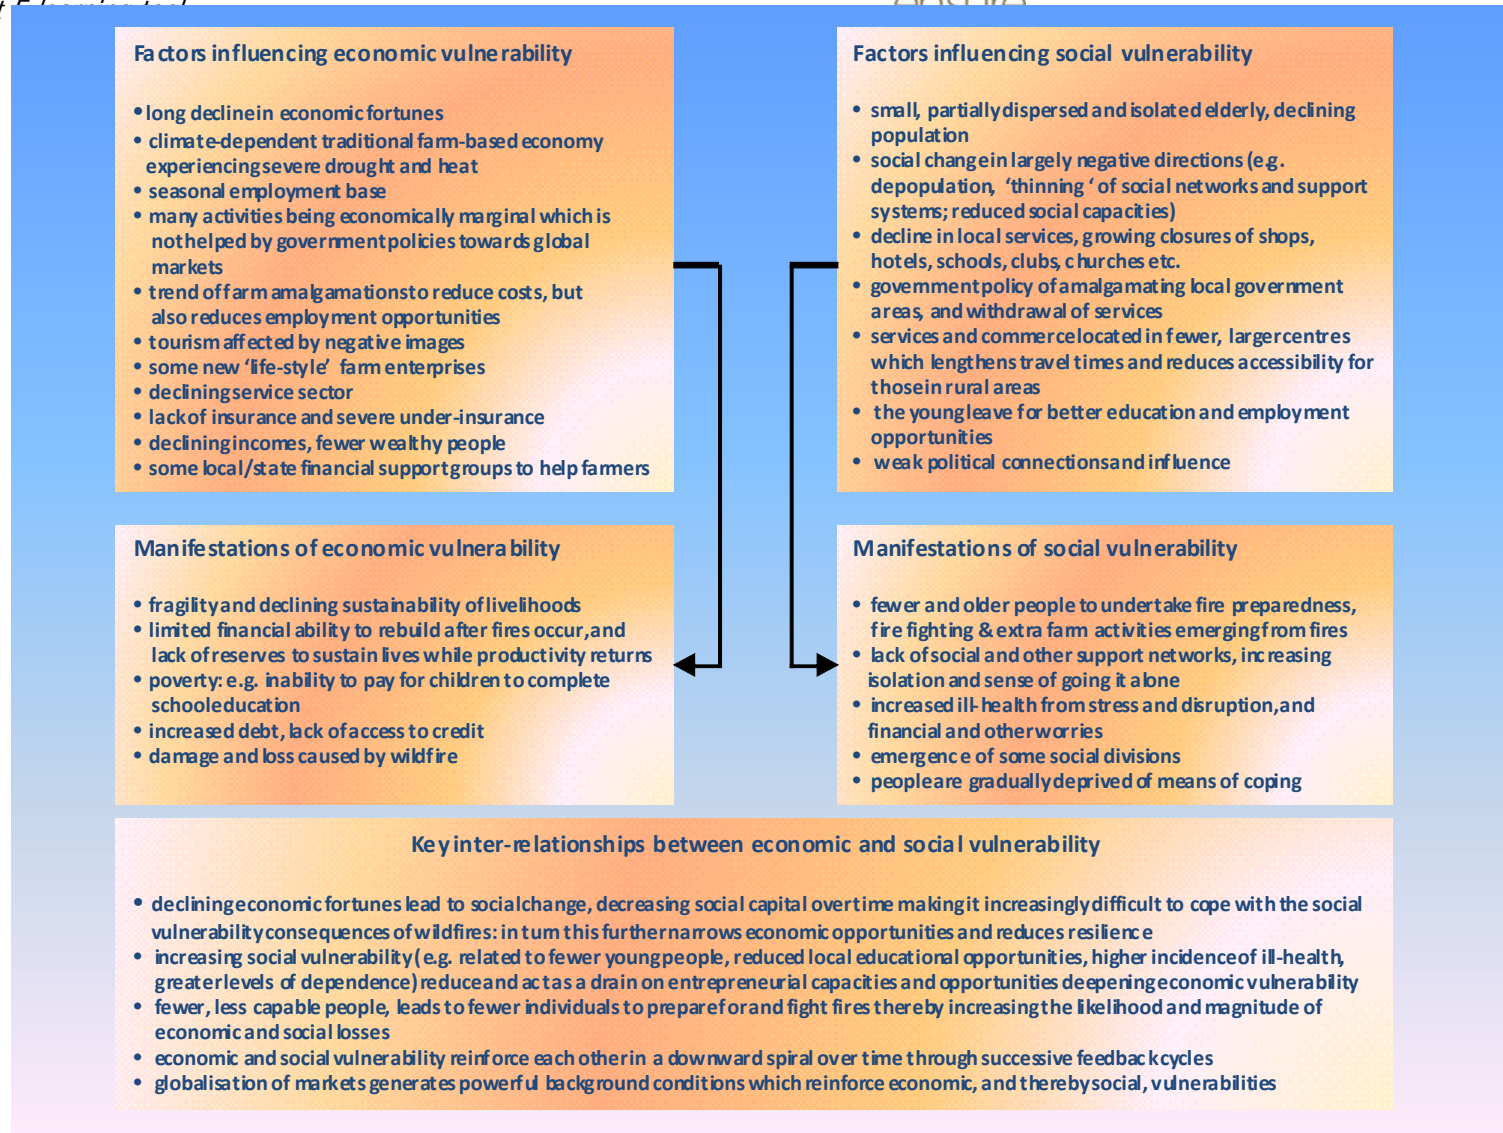 t E-learning tool
ensure
Factors influencing economic vulnerability
• long decline in economic fortunes
• climate-dependent traditional farm-based economy
experiencing severe drought and heat
• seasonal employment base
• many activities being economically marginal which is
not helped by government policies towards global
markets
• trend of farm amalgamations to reduce costs, but
also reduces employment opportunities
• tourism affected by negative images
• some new ‘life-style’ farm enterprises
• declining service sector
• lack of insurance and severe under-insurance
• declining incomes, fewer wealthy people
• some local/state financial support groups to help farmers
Factors influencing social vulnerability
• small, partially dispersed and isolated elderly, declining
population
• social change in largely negative directions (e.g.
depopulation, ‘thinning ‘ of social networks and support
systems; reduced social capacities)
• decline in local services, growing closures of shops,
hotels, schools, clubs, churches etc.
• government policy of amalgamating local government
areas, and withdrawal of services
• services and commerce located in fewer, larger centres
which lengthens travel times and reduces accessibility for
those in rural areas
• the young leave for better education and employment
opportunities
• weak political connections and influence
Manifestations of economic vulnerability
• fragility and declining sustainability of livelihoods
• limited financial ability to rebuild after fires occur, and
lack of reserves to sustain lives while productivity returns
• poverty: e.g. inability to pay for children to complete
school education
• increased debt, lack of access to credit
• damage and loss caused by wildfire
Manifestations of social vulnerability
• fewer and older people to undertake fire preparedness,
fire fighting & extra farm activities emerging from fires
• lack of social and other support networks, increasing
isolation and sense of going it alone
• increased ill-health from stress and disruption, and
financial and other worries
• emergence of some social divisions
• people are gradually deprived of means of coping
Key inter-relationships between economic and social vulnerability
• declining economic fortunes lead to social change, decreasing social capital over time making it increasingly difficult to cope with the social
vulnerability consequences of wildfires: in turn this further narrows economic opportunities and reduces resilience
• increasing social vulnerability (e.g. related to fewer young people, reduced local educational opportunities, higher incidence of ill-health,
greater levels of dependence) reduce and act as a drain on entrepreneurial capacities and opportunities deepening economic vulnerability
• fewer, less capable people, leads to fewer individuals to prepare for and fight fires thereby increasing the likelihood and magnitude of
economic and social losses
• economic and social vulnerability reinforce each other in a downward spiral over time through successive feedback cycles
• globalisation of markets generates powerful background conditions which reinforce economic, and thereby social, vulnerabilities